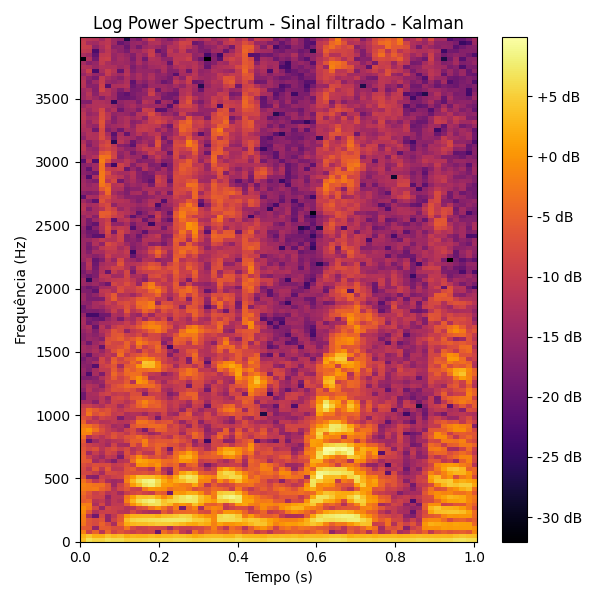 Log Power Spectrum - Sinal filtrado - Kalman
Frequência (Hz)
3500
3000
2500
2000
1500
1000
500
0
0.0 0.2 0.4 0.6 0.8 1.0
Tempo (s)
+5 dB
+0 dB
-5 dB
-10 dB
-15 dB
-20 dB
-25 dB
-30 dB